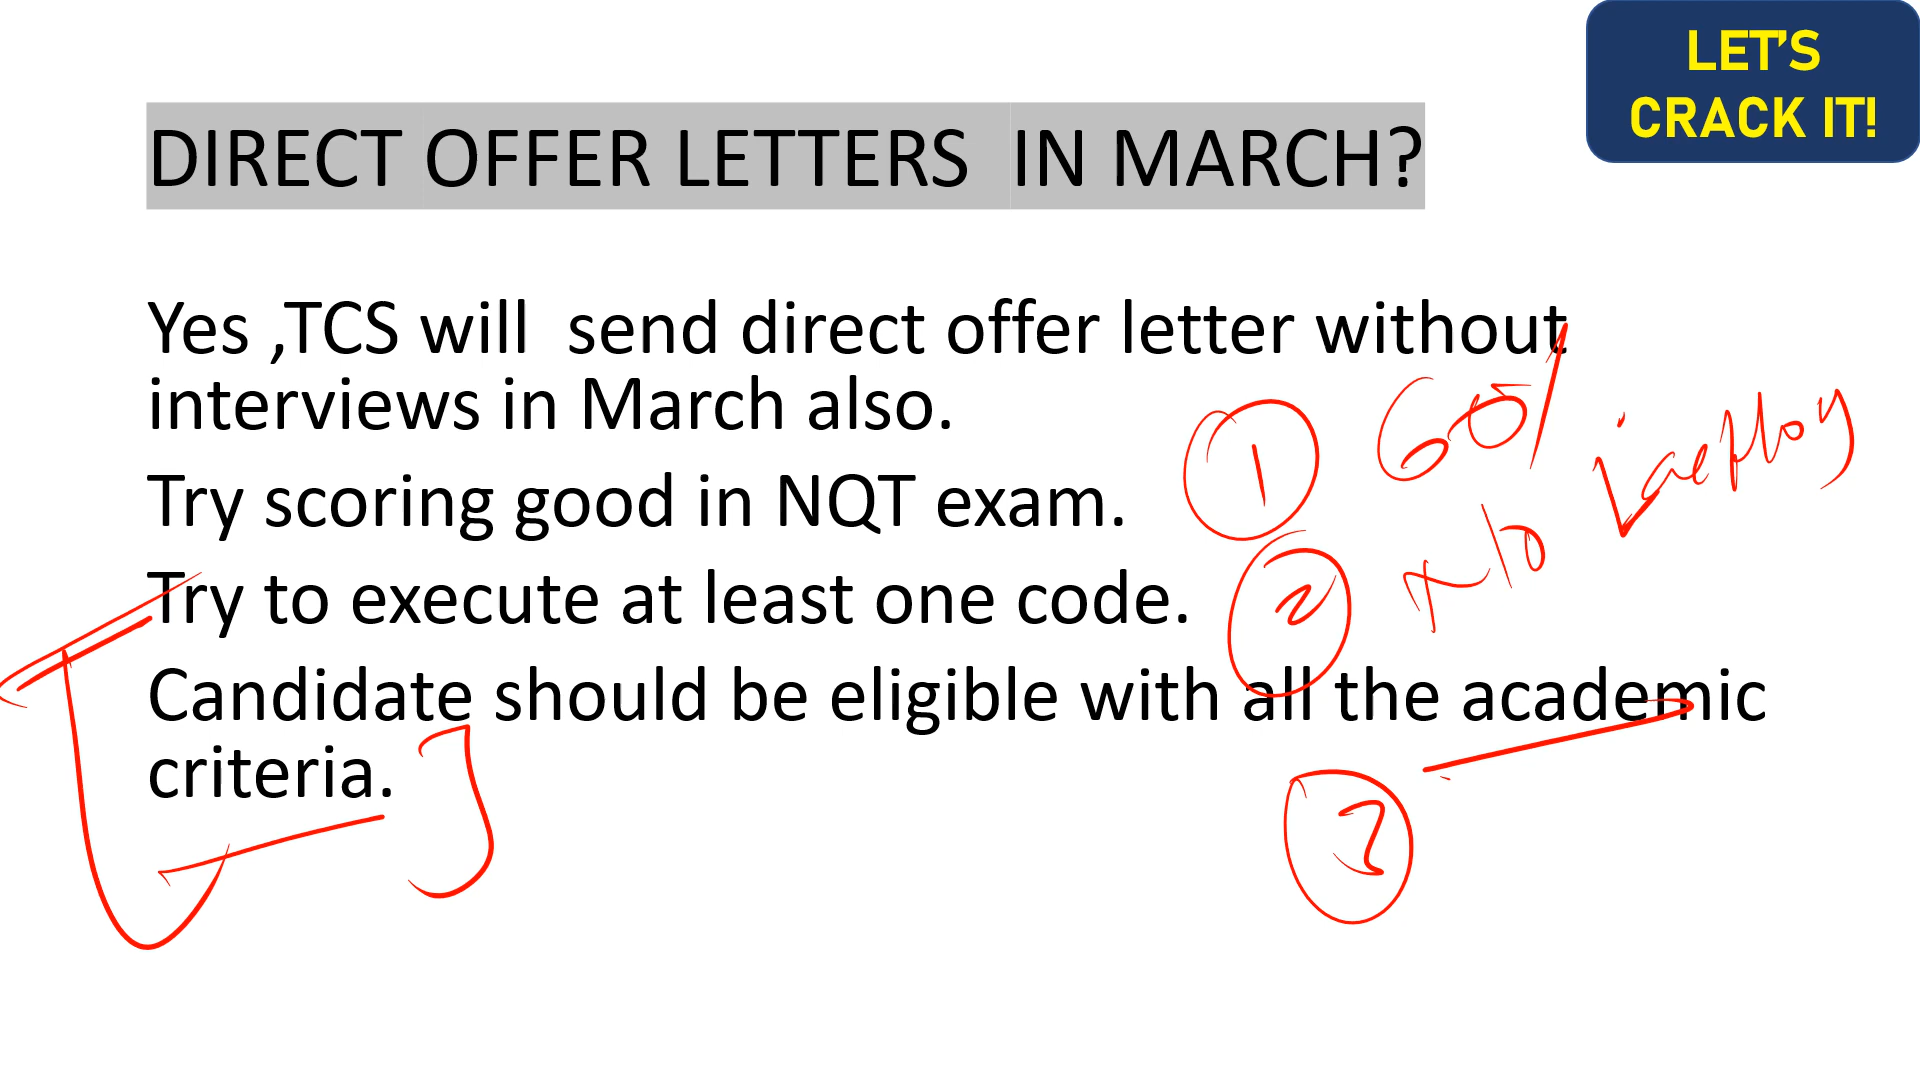 LET'S
CRACK IT!
DIRECT OFFER LETTERS IN MARCH?
Yes ,TCS will send direct offer letter without
interviews in March also.
1 60%
Try scoring good in NQT exam.
Try to execute at least one code.
2 No
Candidate should be eligible with all the academic
criteria.
3